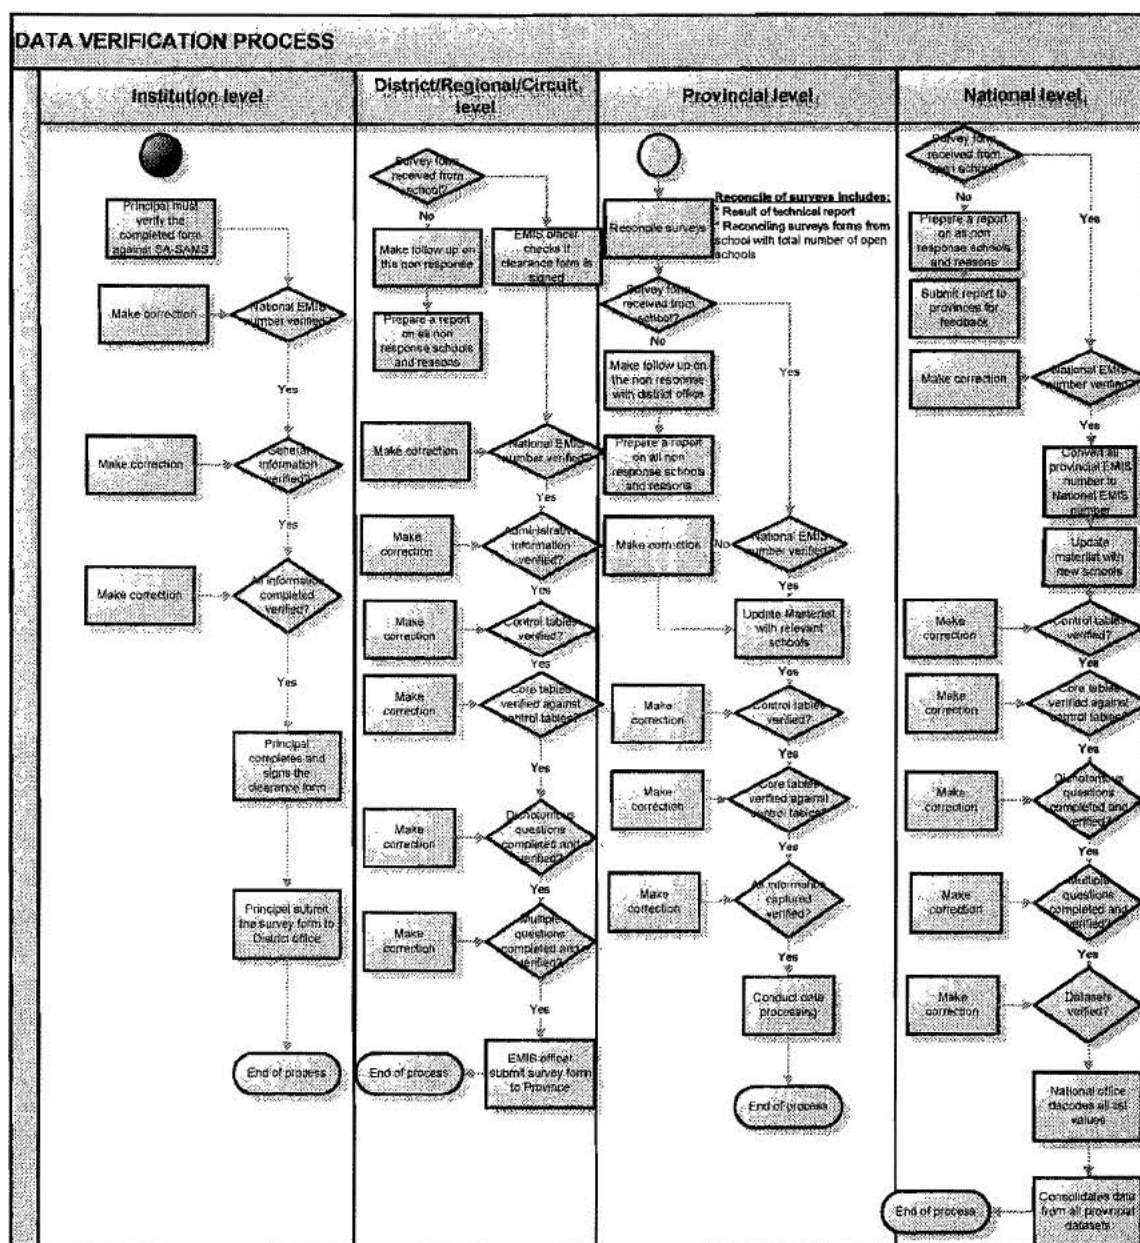 DATA VERIFICATION PROCESS
Institution level
Principal must
verify the
completed form
against SA-SAMS
Make correction
National EMIS
number verified?
Yes
Make correction
General
information
verified?
Yes
Make correction
All information
completed
verified?
Yes
Principal
completes and
signs the
clearance form
Principal submit
the survey form to
District office
End of process
District/Regional/Circuit
level
Survey form
received from
school?
No
Make follow up on
the non response
EMIS officer
checks if
clearance form is
signed
Prepare a report
on as non
response schools
and reasons
Make correction
National EMIS
number verified?
Yes
Make
correction
Administrative
information
verified?
Yes
Make
correction
Control tables
verified?
Yes
Make
correction
Core tables
verified against
control tables?
Yes
Make
correction
Dichotomous
questions
completed and
verified?
Yes
Make
correction
Multiple
questions
completed and
verified?
Yes
End of process
EMIS officer
submit survey form
to Province
Provincial level
Reconcile surveys
Reconcile of surveys includes:
* Result of technical report
* Reconciling surveys forms from
school with total number of open
schools
Survey form
received from
school?
No
Yes
Make follow up on
the non response
with district office
Prepare a report
on all non
response schools
and reasons
Make correction
No
National EMIS
number verified?
Yes
Update Masterlist
with relevant
schools
Yes
Make
correction
Control tables
verified?
Yes
Make
correction
Core tables
verified against
control tables?
Yes
Make
correction
All information
captured
verified?
Yes
Conduct data
processing
End of process
National level
Survey form
received from
open school?
No
Yes
Prepare a report
on as non
response schools
and reasons
Submit report to
provinces for
feedback
Make correction
National EMIS
number verified?
Yes
Convert all
provincial EMIS
number to
National EMIS
number
Update
materlist with
new schools
Make
correction
Control tables
verified?
Yes
Make
correction
Core tables
verified against
control tables?
Yes
Make
correction
Dichotomous
questions
completed and
verified?
Yes
Make
correction
Multiple
questions
completed and
verified?
Yes
Make
correction
Datasets
verified?
National office
decodes all list
values
End of process
Consolidates data
from all provincial
datasets